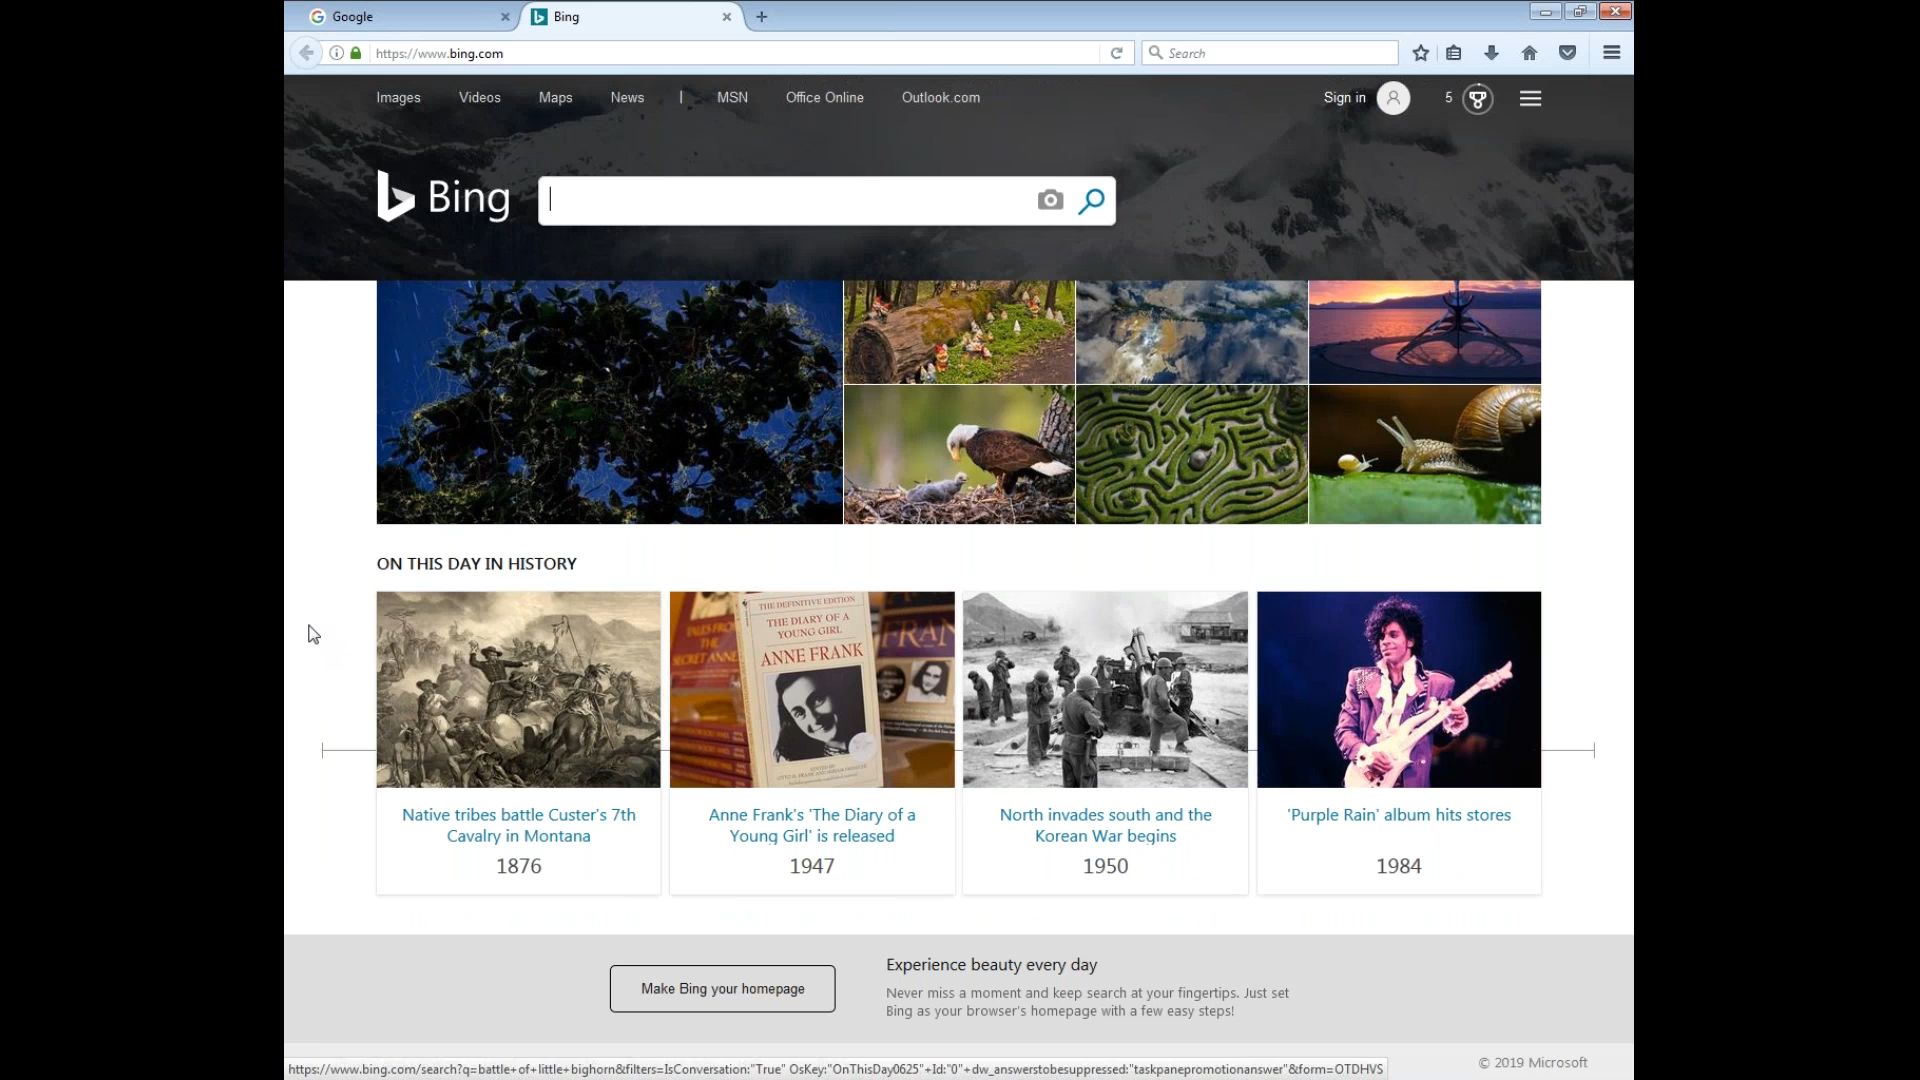 Google
Bing
https://www.bing.com
Search
Images Videos Maps News | MSN Office Online Outlook.com
Sign in 5
Bing
ON THIS DAY IN HISTORY
THE DEFINITIVE EDITION
THE DIARY OF A
YOUNG GIRL
ANNE FRANK
Native tribes battle Custer's 7th
Cavalry in Montana
1876
Anne Frank's 'The Diary of a
Young Girl' is released
1947
North invades south and the
Korean War begins
1950
'Purple Rain' album hits stores
1984
Make Bing your homepage
Experience beauty every day
Never miss a moment and keep search at your fingertips. Just set
Bing as your browser's homepage with a few easy steps!
© 2019 Microsoft
https://www.bing.com/search?q=battle+of+little+bighorn&filters=IsConversation:"True" OsKey:"OnThisDay0625"+Id:"0"+dw_answerstobesuppressed:"taskpanepromotionanswer"&form=OTDHVS